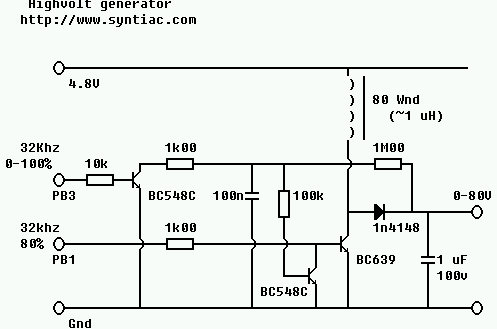 Highvolt generator
http://www.syntiac.com
4.8V
80 Wnd
(~1 uH)
32Khz
0-100%
10k
1k00
1M00
PB3
BC548C
100n
100k
0-80V
32khz
80%
1k00
1n4148
PB1
BC639
1 uF
100v
BC548C
Gnd